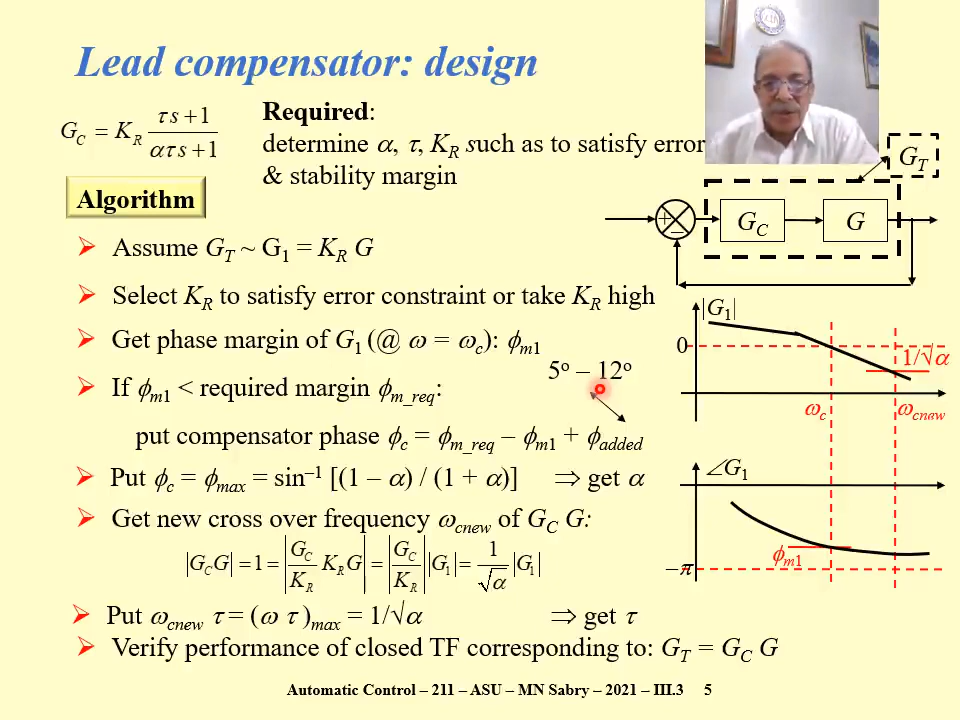 Lead compensator: design
G_C = K_R (τ s + 1) / (ατ s + 1)
Required:
determine α, τ, K_R such as to satisfy error
& stability margin
Algorithm
➢ Assume G_T ~ G_1 = K_R G
➢ Select K_R to satisfy error constraint or take K_R high
➢ Get phase margin of G_1 (@ ω = ω_c): ϕ_m1
5° – 12°
➢ If ϕ_m1 < required margin ϕ_m_req:
put compensator phase ϕ_c = ϕ_m_req – ϕ_m1 + ϕ_added
➢ Put ϕ_c = ϕ_max = sin⁻¹ [(1 – α) / (1 + α)] ⇒ get α
➢ Get new cross over frequency ω_cnew of G_C G:
|G_C G| = 1 = |G_C / K_R K_R G| = |G_C / K_R| |G_1| = 1/√α |G_1|
➢ Put ω_cnew τ = (ω τ)_max = 1/√α ⇒ get τ
➢ Verify performance of closed TF corresponding to: G_T = G_C G
G_T
+
–
G_C
G
|G_1|
0
1/√α
ω_c
ω_cnew
∠G_1
ϕ_m1
–π
Automatic Control – 211 – ASU – MN Sabry – 2021 – III.3 5